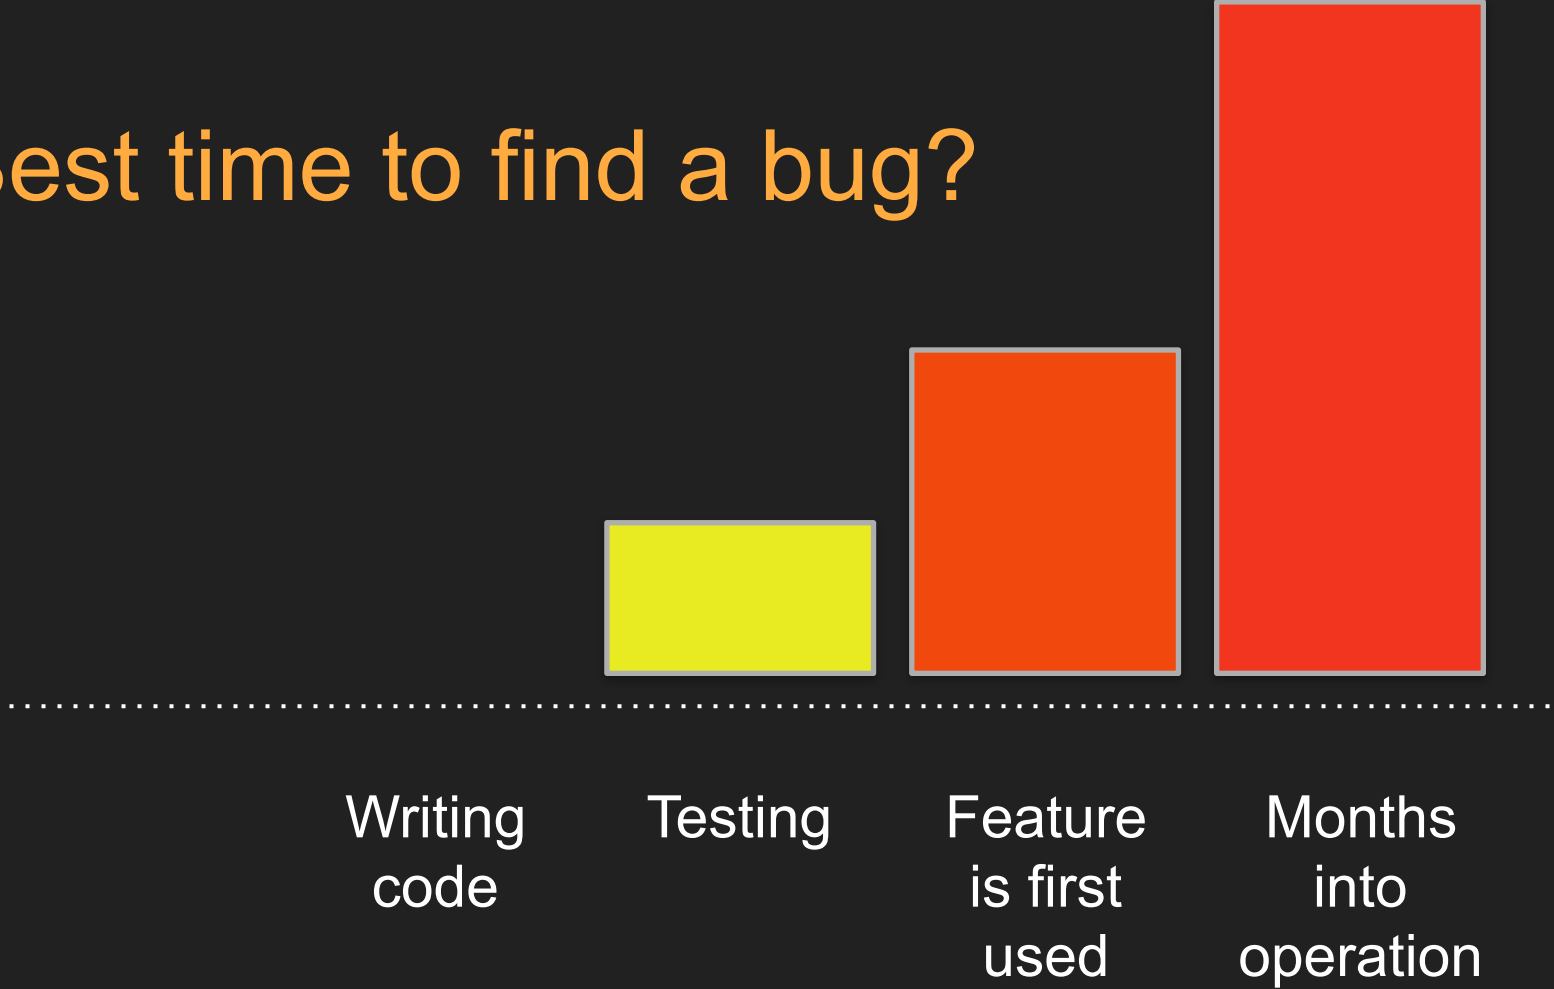 est time to find a bug?
Writing
code
Testing
Feature
is first
used
Months
into
operation